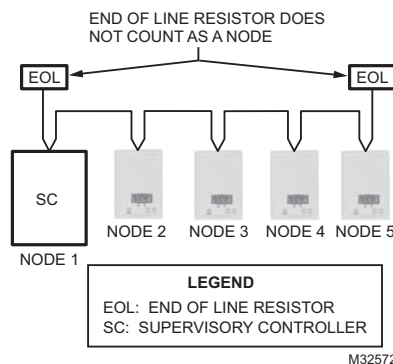 END OF LINE RESISTOR DOES
NOT COUNT AS A NODE
EOL
EOL
SC
NODE 1
NODE 2
NODE 3
NODE 4
NODE 5
LEGEND
EOL: END OF LINE RESISTOR
SC: SUPERVISORY CONTROLLER
M32572